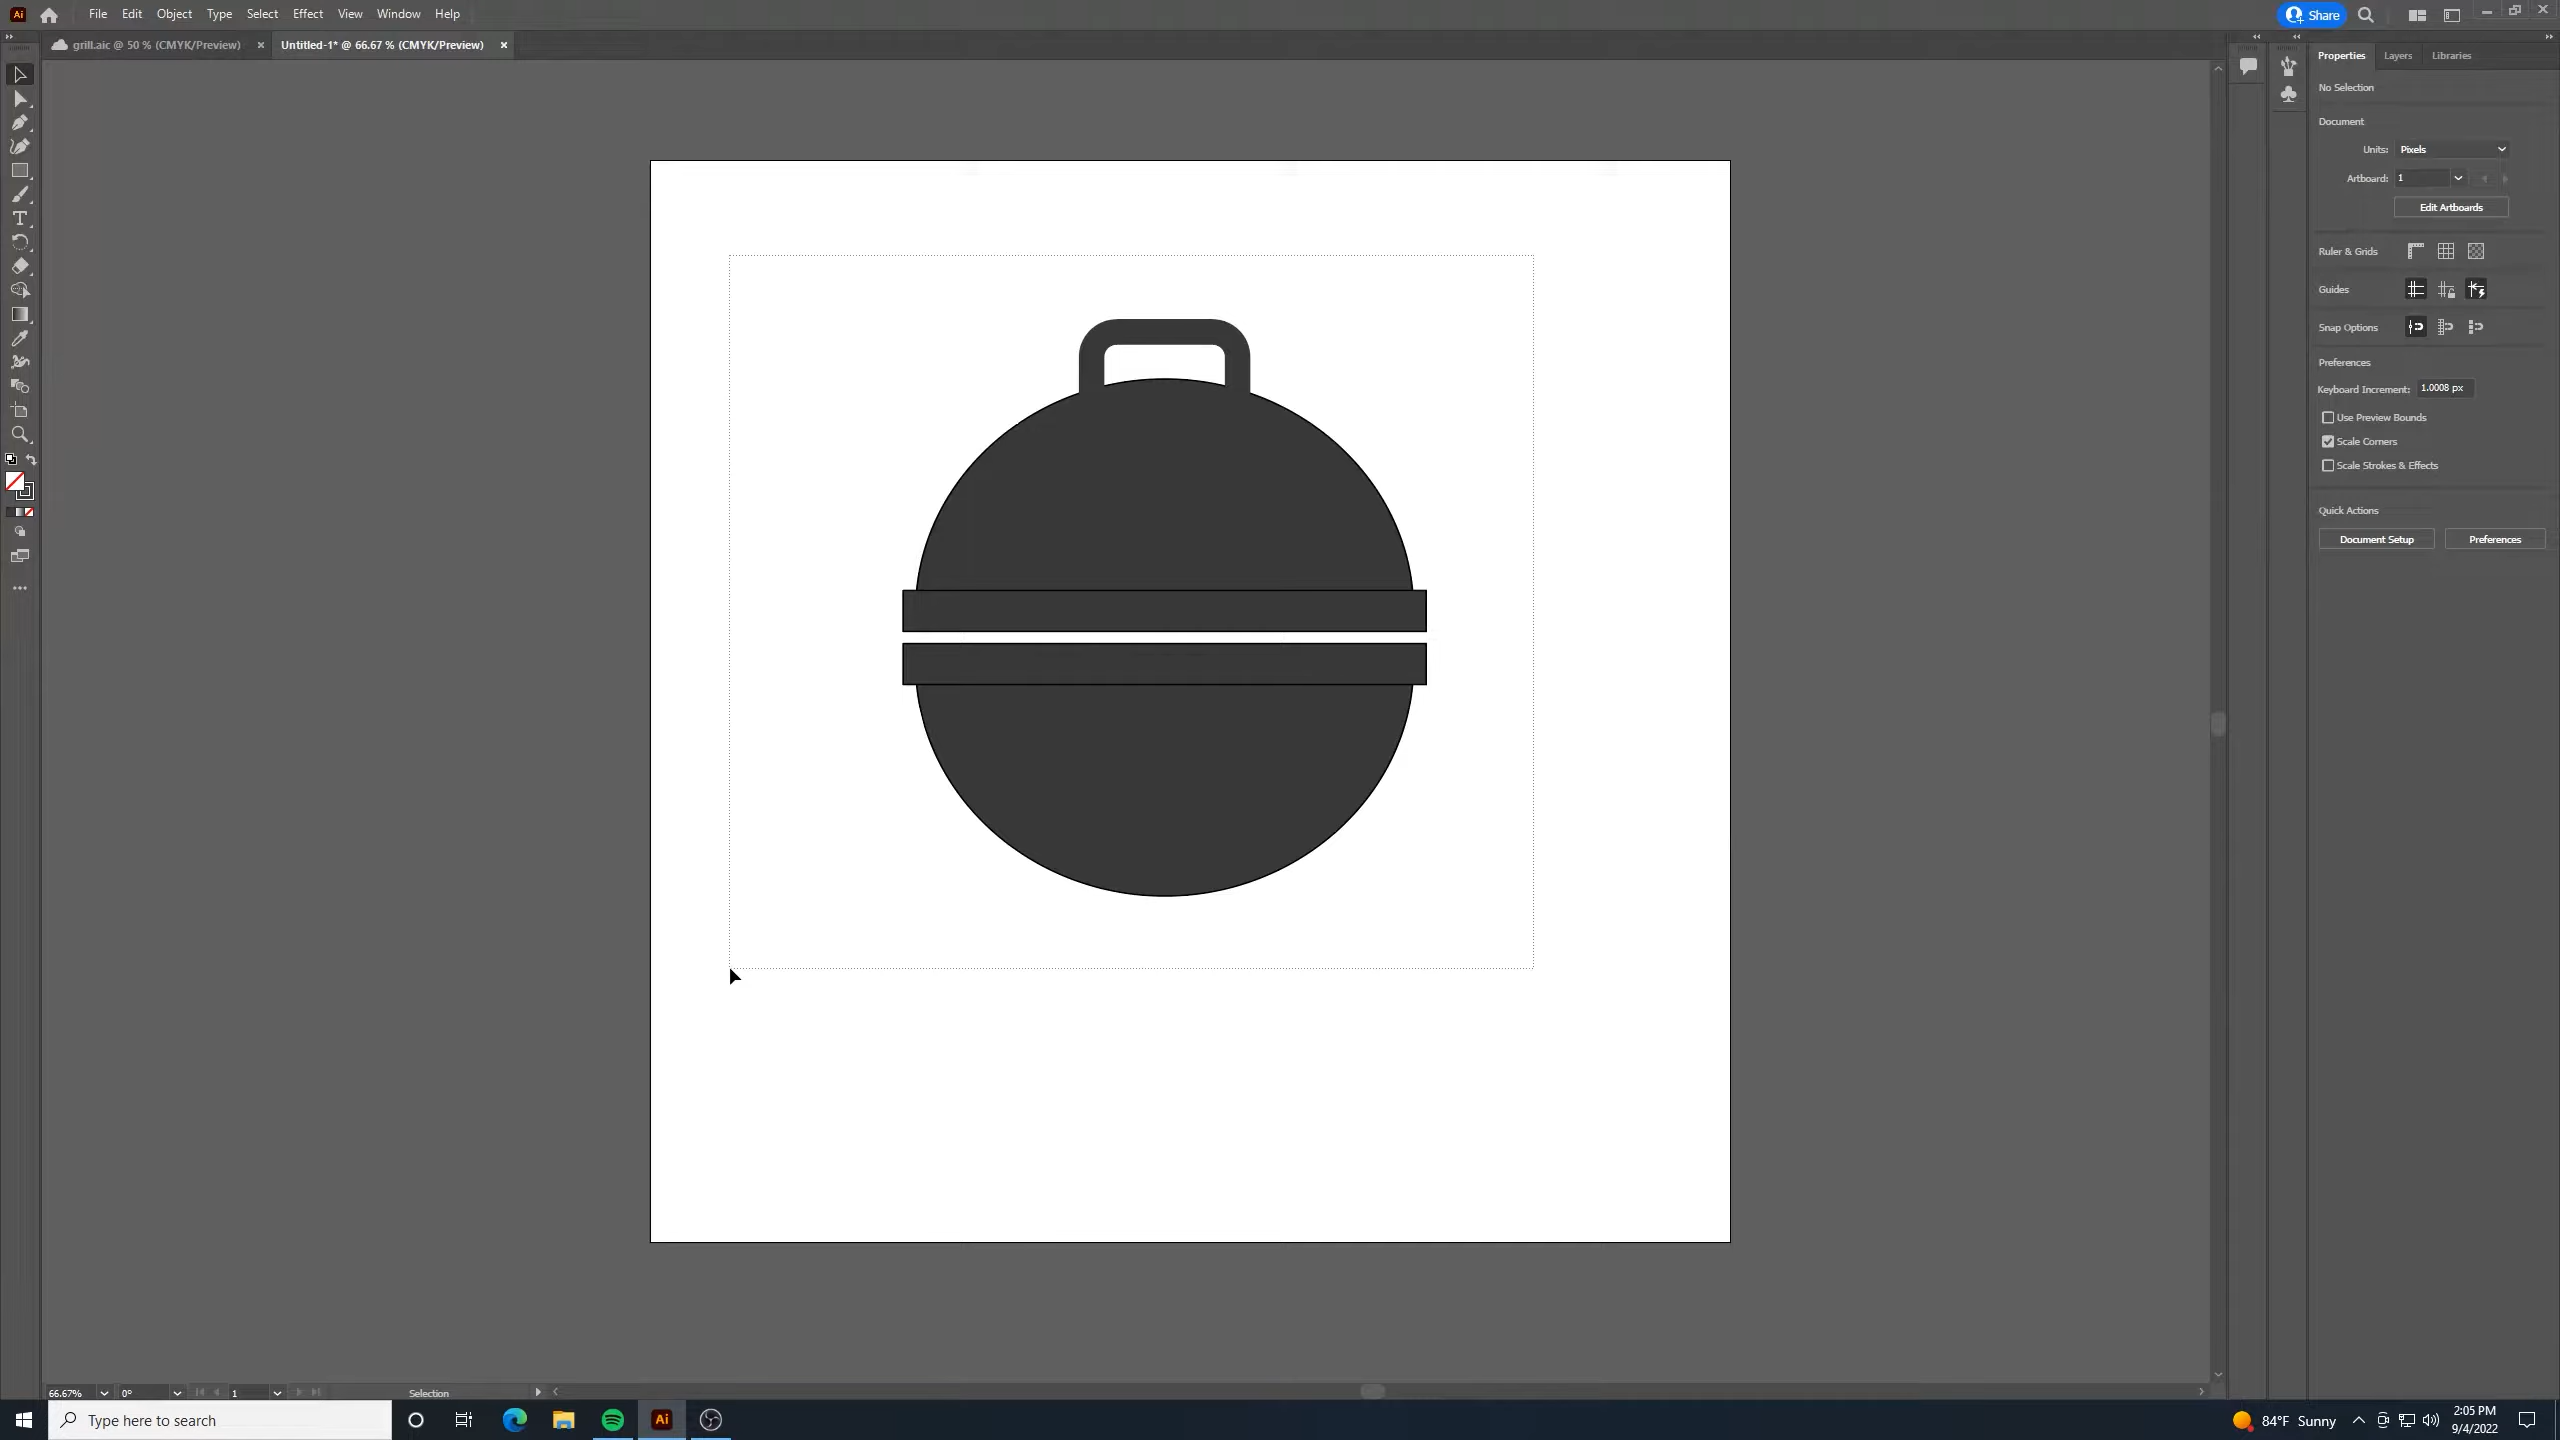 Ai File Edit Object Type Select Effect View Window Help Share
grill.aic @ 50 % (CMYK/Preview) × Untitled-1* @ 66.67 % (CMYK/Preview) ×
Properties Layers Libraries
No Selection
Document
Units: Pixels
Artboard: 1
Edit Artboards
Ruler & Grids
Guides
Snap Options
Preferences
Keyboard Increment: 1.0008 px
Use Preview Bounds
Scale Corners
Scale Strokes & Effects
Quick Actions
Document Setup Preferences
66.67% 0° 1 Selection
Type here to search Ai 84°F Sunny 2:05 PM
9/4/2022